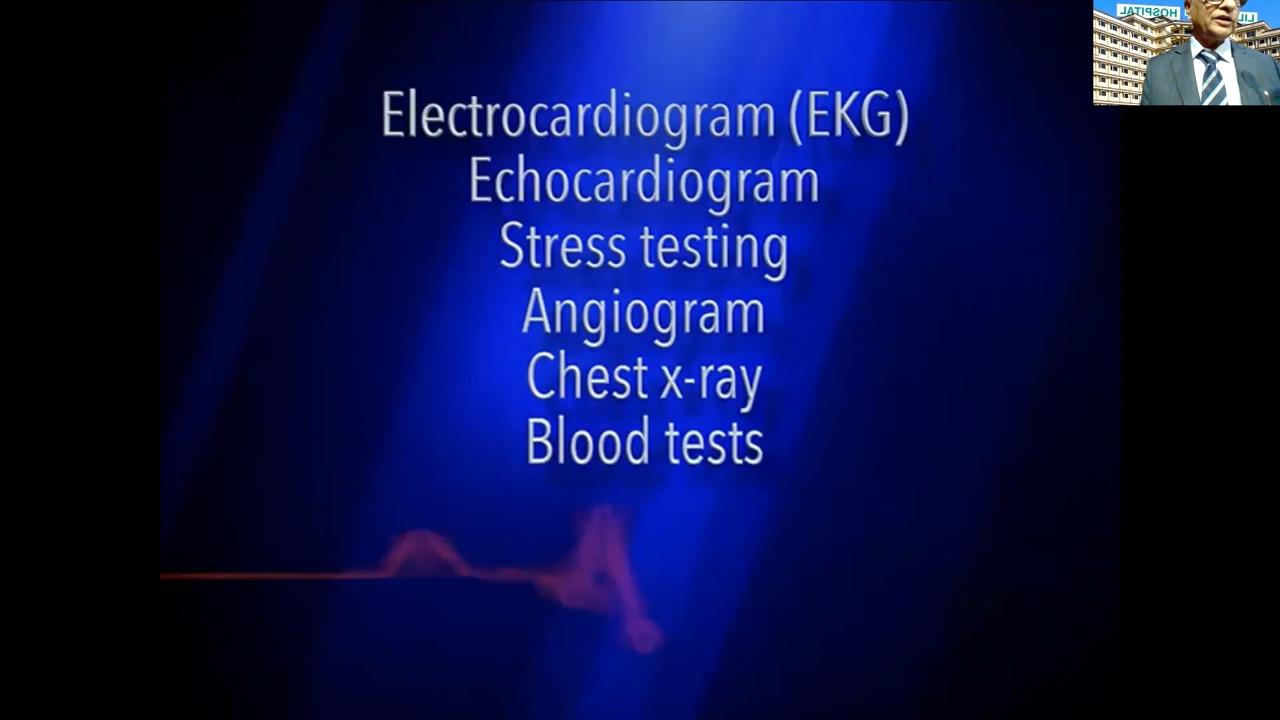 Electrocardiogram (EKG)
Echocardiogram
Stress testing
Angiogram
Chest x-ray
Blood tests
HOSPITAL